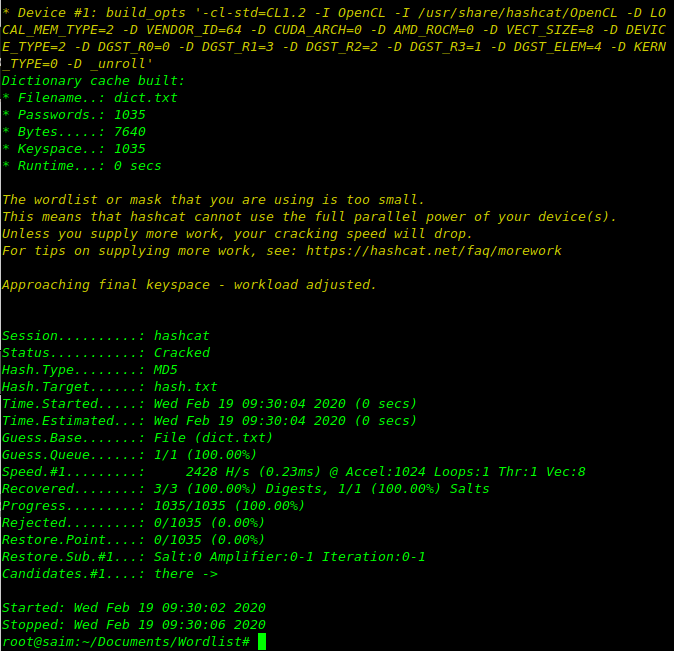 * Device #1: build_opts '-cl-std=CL1.2 -I OpenCL -I /usr/share/hashcat/OpenCL -D LO
CAL_MEM_TYPE=2 -D VENDOR_ID=64 -D CUDA_ARCH=0 -D AMD_ROCM=0 -D VECT_SIZE=8 -D DEVIC
E_TYPE=2 -D DGST_R0=0 -D DGST_R1=3 -D DGST_R2=2 -D DGST_R3=1 -D DGST_ELEM=4 -D KERN
_TYPE=0 -D _unroll'
Dictionary cache built:
* Filename..: dict.txt
* Passwords.: 1035
* Bytes.....: 7640
* Keyspace..: 1035
* Runtime...: 0 secs

The wordlist or mask that you are using is too small.
This means that hashcat cannot use the full parallel power of your device(s).
Unless you supply more work, your cracking speed will drop.
For tips on supplying more work, see: https://hashcat.net/faq/morework

Approaching final keyspace - workload adjusted.

Session..........: hashcat
Status...........: Cracked
Hash.Type........: MD5
Hash.Target......: hash.txt
Time.Started.....: Wed Feb 19 09:30:04 2020 (0 secs)
Time.Estimated...: Wed Feb 19 09:30:04 2020 (0 secs)
Guess.Base.......: File (dict.txt)
Guess.Queue......: 1/1 (100.00%)
Speed.#1.........:     2428 H/s (0.23ms) @ Accel:1024 Loops:1 Thr:1 Vec:8
Recovered........: 3/3 (100.00%) Digests, 1/1 (100.00%) Salts
Progress.........: 1035/1035 (100.00%)
Rejected.........: 0/1035 (0.00%)
Restore.Point....: 0/1035 (0.00%)
Restore.Sub.#1...: Salt:0 Amplifier:0-1 Iteration:0-1
Candidates.#1....: there ->

Started: Wed Feb 19 09:30:02 2020
Stopped: Wed Feb 19 09:30:06 2020
root@saim:~/Documents/Wordlist#